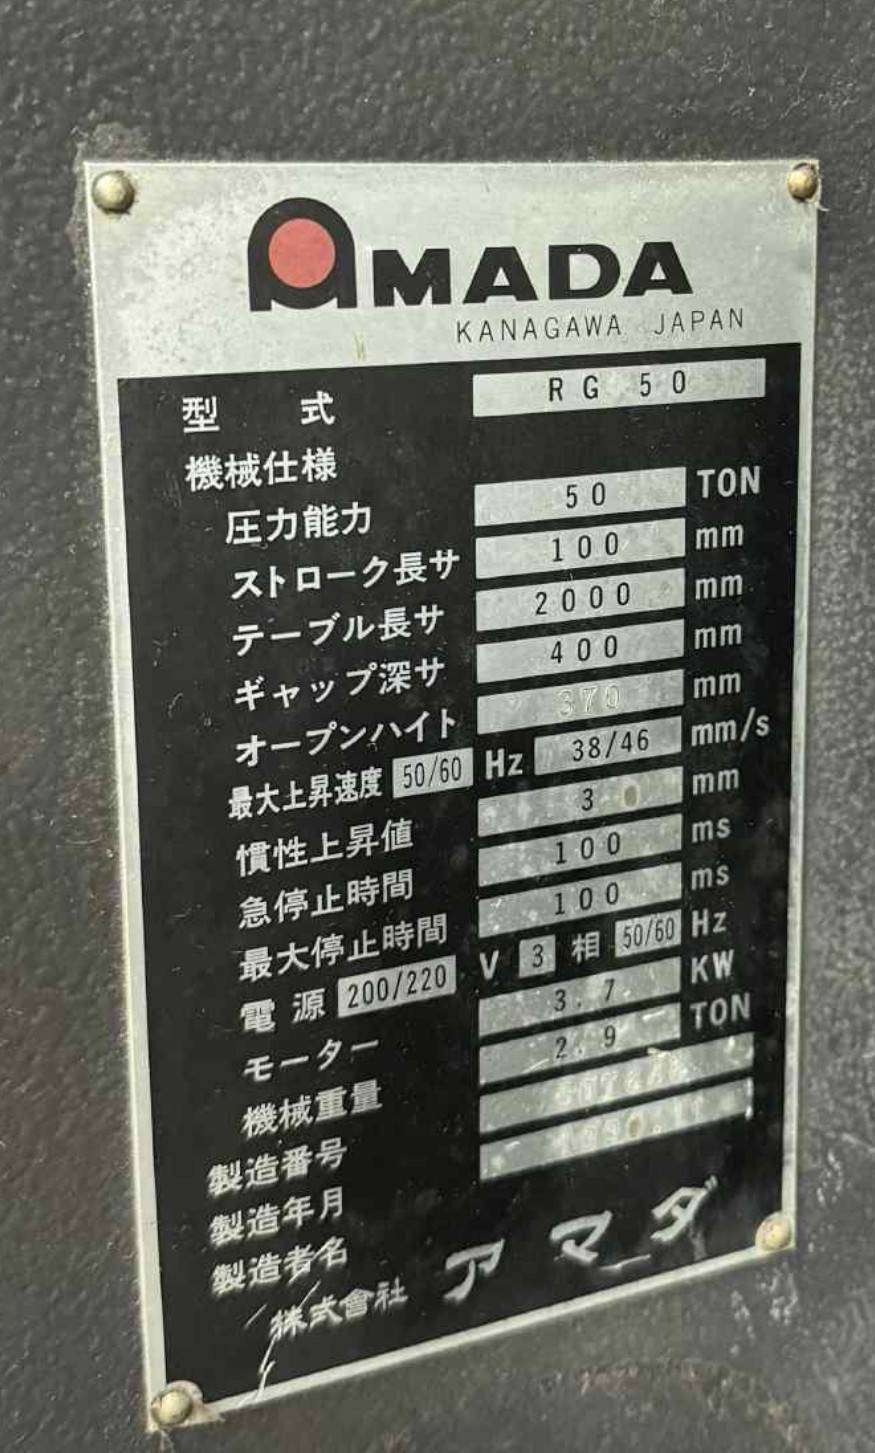 AMADA
KANAGAWA JAPAN
型式 RG 50
機械仕様
圧力能力 50 TON
ストローク長サ 100 mm
テーブル長サ 2000 mm
ギャップ深サ 400 mm
オープンハイト 370 mm
最大上昇速度 50/60 Hz 38/46 mm/s
慣性上昇値 3 mm
急停止時間 100 ms
最大停止時間 100 ms
電源 200/220 V 3 相 50/60 Hz
モーター 3.7 KW
機械重量 2.9 TON
製造番号
製造年月
製造者名
株式會社 アマダ